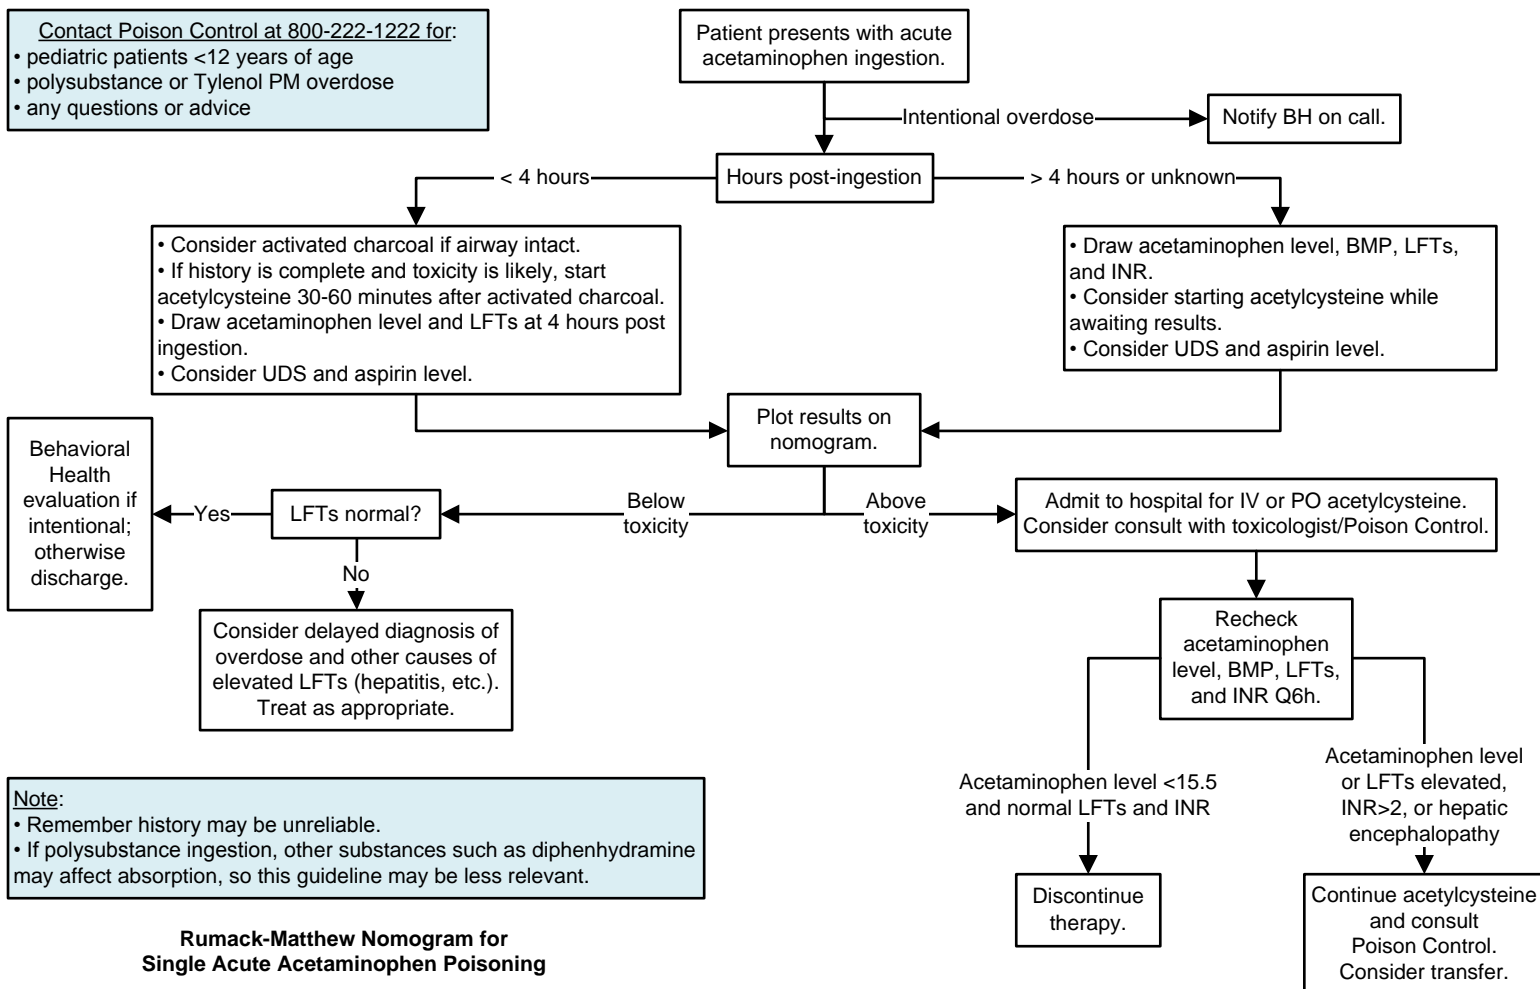 Contact Poison Control at 800-222-1222 for:
• pediatric patients <12 years of age
• polysubstance or Tylenol PM overdose
• any questions or advice
Patient presents with acute
acetaminophen ingestion.
Intentional overdose
Notify BH on call.
Hours post-ingestion
< 4 hours
> 4 hours or unknown
• Consider activated charcoal if airway intact.
• If history is complete and toxicity is likely, start
acetylcysteine 30-60 minutes after activated charcoal.
• Draw acetaminophen level and LFTs at 4 hours post
ingestion.
• Consider UDS and aspirin level.
• Draw acetaminophen level, BMP, LFTs,
and INR.
• Consider starting acetylcysteine while
awaiting results.
• Consider UDS and aspirin level.
Plot results on
nomogram.
Below
toxicity
Above
toxicity
LFTs normal?
Yes
Behavioral
Health
evaluation if
intentional;
otherwise
discharge.
No
Consider delayed diagnosis of
overdose and other causes of
elevated LFTs (hepatitis, etc.).
Treat as appropriate.
Admit to hospital for IV or PO acetylcysteine.
Consider consult with toxicologist/Poison Control.
Recheck
acetaminophen
level, BMP, LFTs,
and INR Q6h.
Acetaminophen level <15.5
and normal LFTs and INR
Acetaminophen level
or LFTs elevated,
INR>2, or hepatic
encephalopathy
Discontinue
therapy.
Continue acetylcysteine
and consult
Poison Control.
Consider transfer.
Note:
• Remember history may be unreliable.
• If polysubstance ingestion, other substances such as diphenhydramine
may affect absorption, so this guideline may be less relevant.
Rumack-Matthew Nomogram for
Single Acute Acetaminophen Poisoning